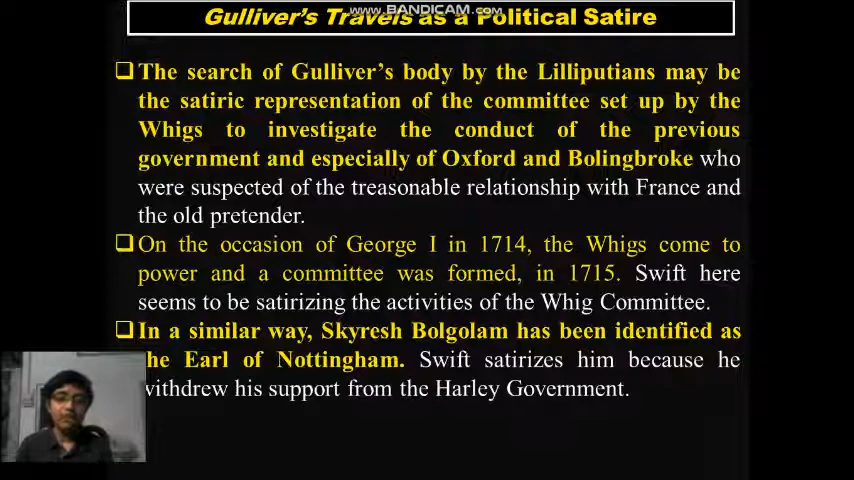 www.BANDICAM.com
Gulliver's Travels as a Political Satire
The search of Gulliver's body by the Lilliputians may be
the satiric representation of the committee set up by the
Whigs to investigate the conduct of the previous
government and especially of Oxford and Bolingbroke who
were suspected of the treasonable relationship with France and
the old pretender.
On the occasion of George I in 1714, the Whigs come to
power and a committee was formed, in 1715. Swift here
seems to be satirizing the activities of the Whig Committee.
In a similar way, Skyresh Bolgolam has been identified as
the Earl of Nottingham. Swift satirizes him because he
withdrew his support from the Harley Government.